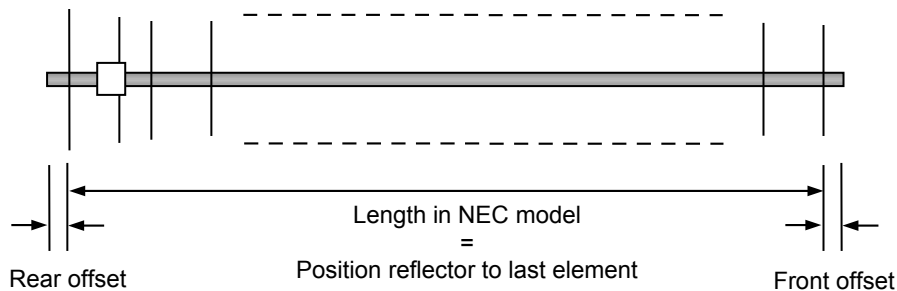 Length in NEC model
=
Position reflector to last element
Rear offset
Front offset